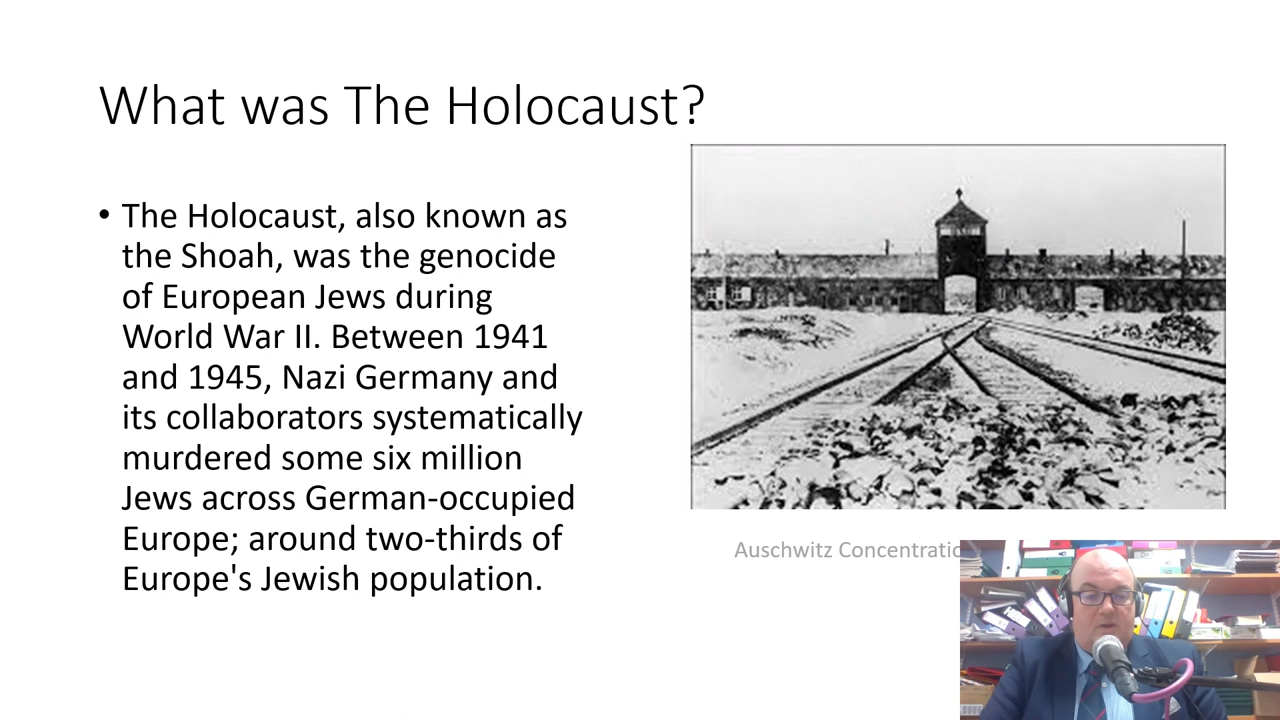 What was The Holocaust?
• The Holocaust, also known as
the Shoah, was the genocide
of European Jews during
World War II. Between 1941
and 1945, Nazi Germany and
its collaborators systematically
murdered some six million
Jews across German-occupied
Europe; around two-thirds of
Europe's Jewish population.
Auschwitz